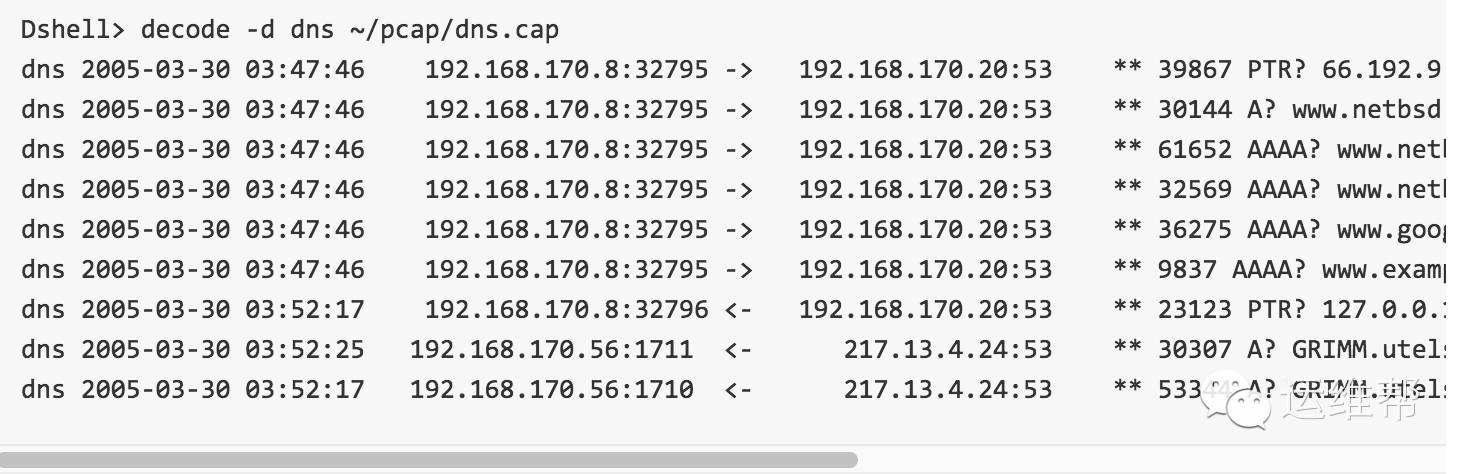 Dshell> decode -d dns ~/pcap/dns.cap
dns 2005-03-30 03:47:46 192.168.170.8:32795 -> 192.168.170.20:53 ** 39867 PTR? 66.192.9
dns 2005-03-30 03:47:46 192.168.170.8:32795 -> 192.168.170.20:53 ** 30144 A? www.netbsd
dns 2005-03-30 03:47:46 192.168.170.8:32795 -> 192.168.170.20:53 ** 61652 AAAA? www.netb
dns 2005-03-30 03:47:46 192.168.170.8:32795 -> 192.168.170.20:53 ** 32569 AAAA? www.netb
dns 2005-03-30 03:47:46 192.168.170.8:32795 -> 192.168.170.20:53 ** 36275 AAAA? www.goog
dns 2005-03-30 03:47:46 192.168.170.8:32795 -> 192.168.170.20:53 ** 9837 AAAA? www.examp
dns 2005-03-30 03:52:17 192.168.170.8:32796 <- 192.168.170.20:53 ** 23123 PTR? 127.0.0.1
dns 2005-03-30 03:52:25 192.168.170.56:1711 <- 217.13.4.24:53 ** 30307 A? GRIMM.utels
dns 2005-03-30 03:52:17 192.168.170.56:1710 <- 217.13.4.24:53 ** 53344 A? GRIMM.utels
运维帮